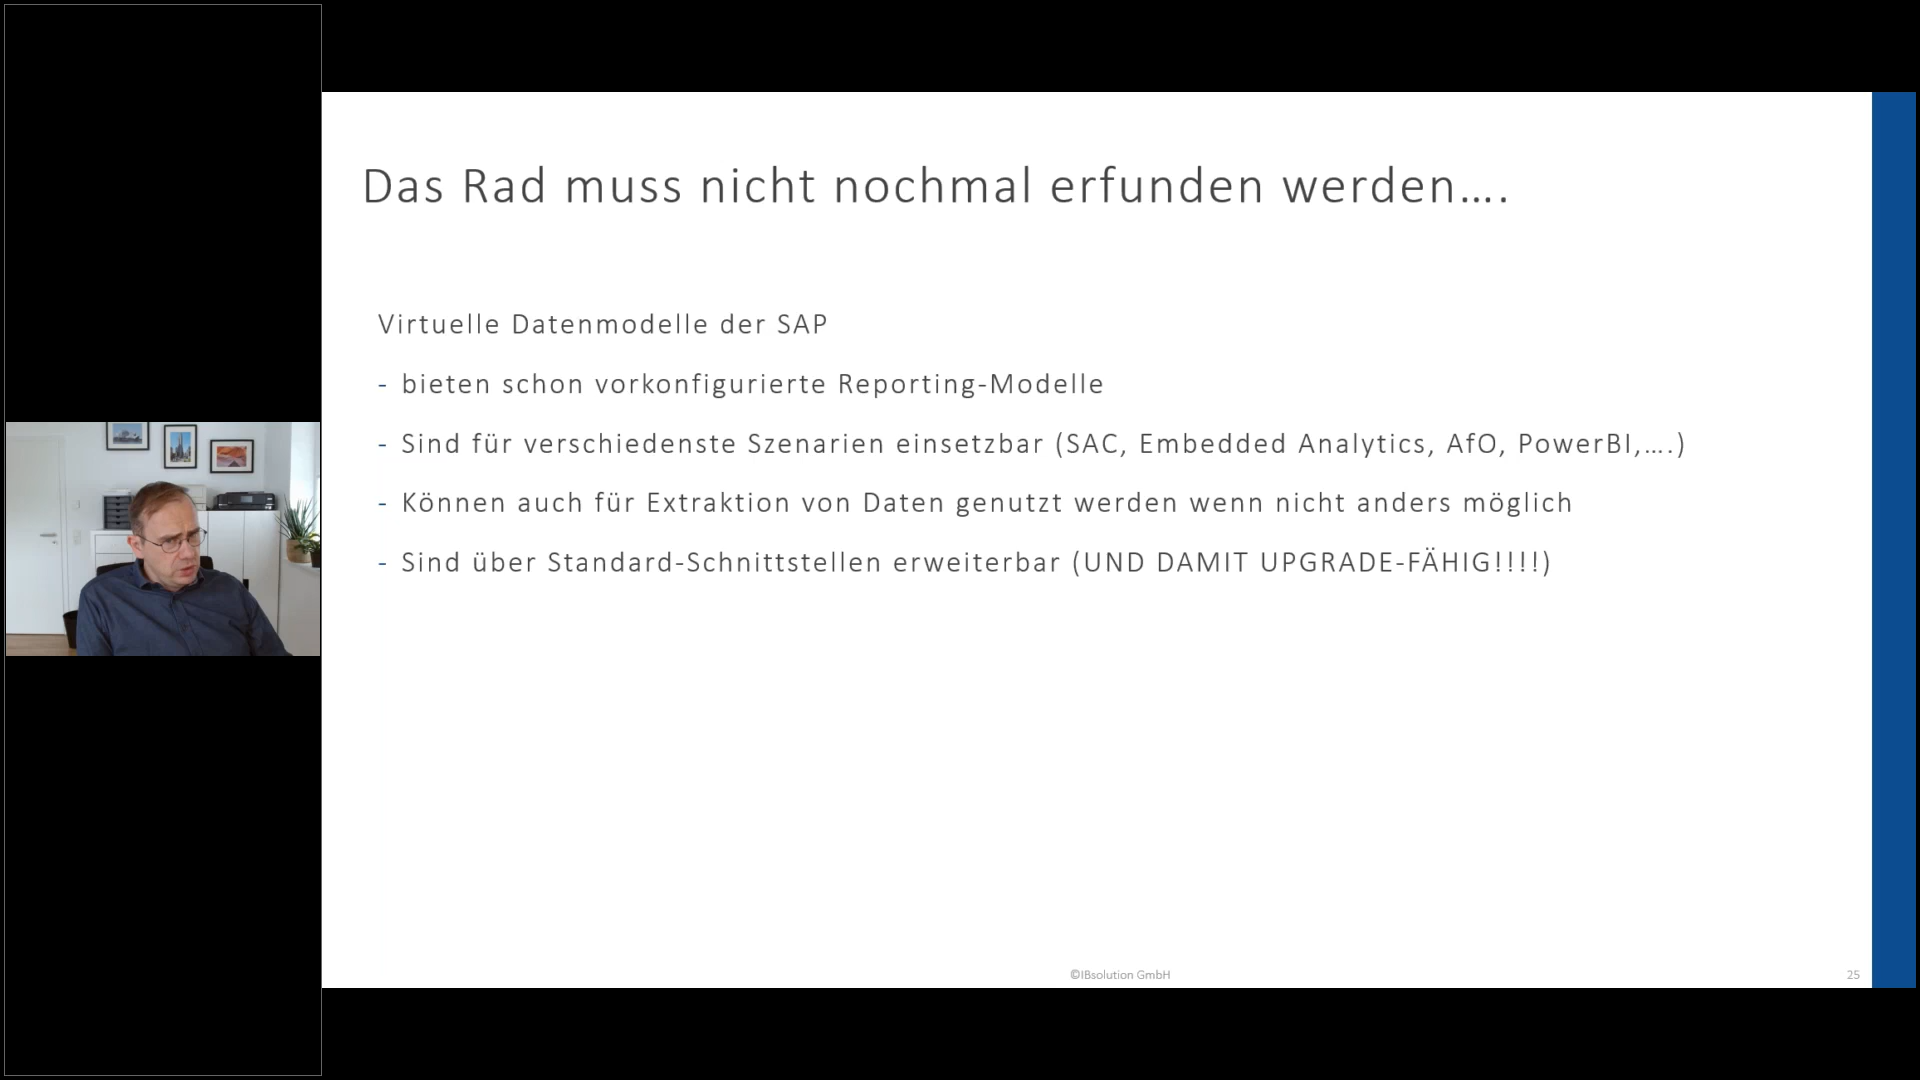 Das Rad muss nicht nochmal erfunden werden....
Virtuelle Datenmodelle der SAP
- bieten schon vorkonfigurierte Reporting-Modelle
- Sind für verschiedenste Szenarien einsetzbar (SAC, Embedded Analytics, AfO, PowerBI,....)
- Können auch für Extraktion von Daten genutzt werden wenn nicht anders möglich
- Sind über Standard-Schnittstellen erweiterbar (UND DAMIT UPGRADE-FÄHIG!!!!)
©IBsolution GmbH
25